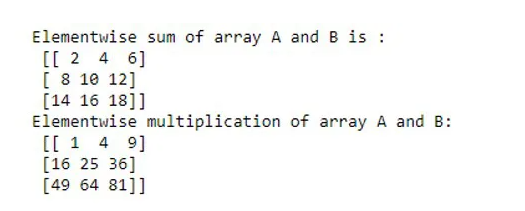 Elementwise sum of array A and B is :
[[ 2  4  6]
[ 8 10 12]
[14 16 18]]
Elementwise multiplication of array A and B:
[[ 1  4  9]
[16 25 36]
[49 64 81]]